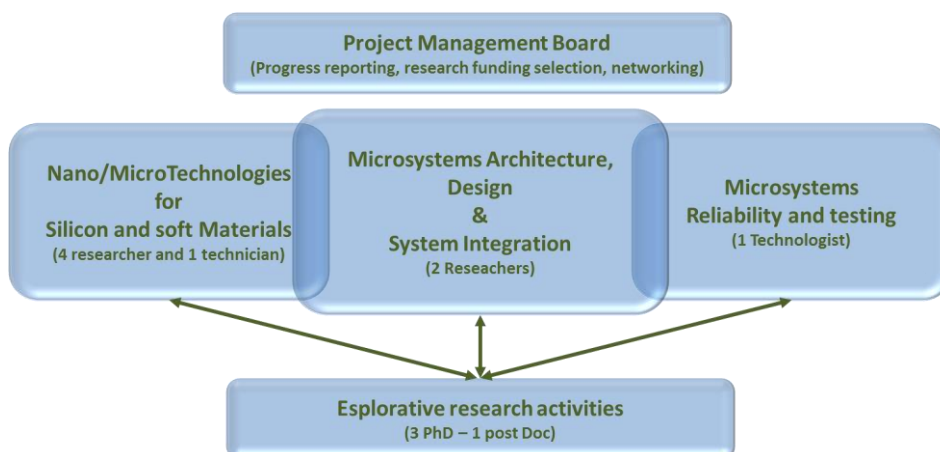 Project Management Board
(Progress reporting, research funding selection, networking)
Nano/MicroTechnologies
for
Silicon and soft Materials
(4 researcher and 1 technician)
Microsystems Architecture,
Design
&
System Integration
(2 Reseachers)
Microsystems
Reliability and testing
(1 Technologist)
Esplorative research activities
(3 PhD – 1 post Doc)